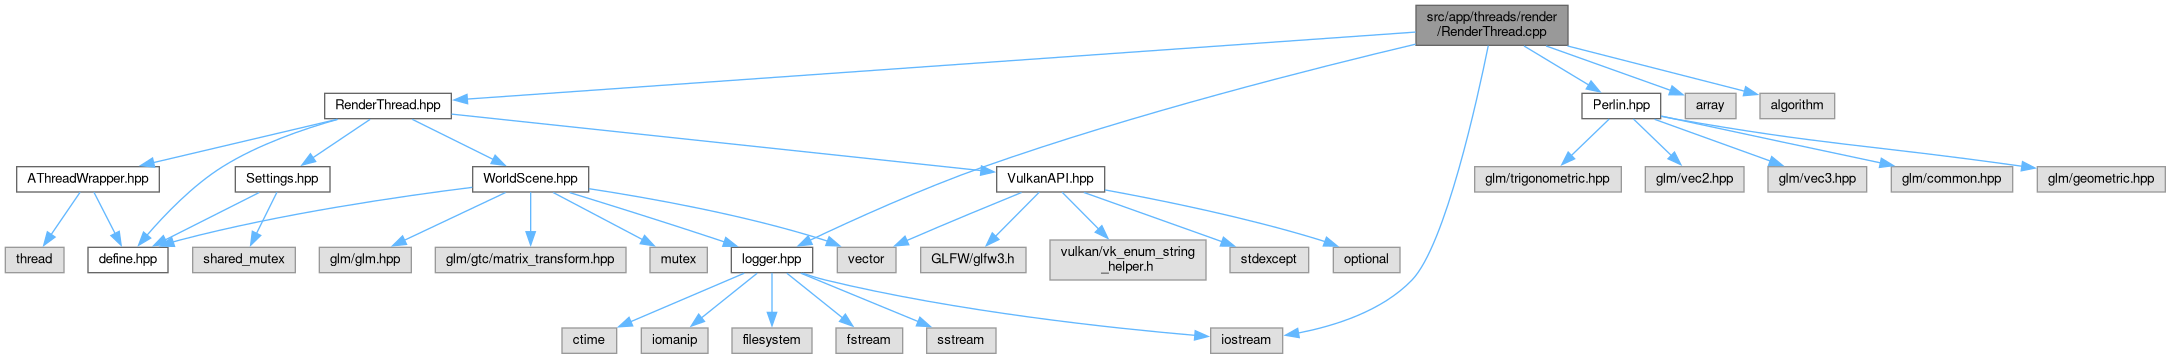 src/app/threads/render
/RenderThread.cpp
RenderThread.hpp
Perlin.hpp
array
algorithm
AThreadWrapper.hpp
Settings.hpp
WorldScene.hpp
VulkanAPI.hpp
glm/trigonometric.hpp
glm/vec2.hpp
glm/vec3.hpp
glm/common.hpp
glm/geometric.hpp
thread
define.hpp
shared_mutex
glm/glm.hpp
glm/gtc/matrix_transform.hpp
mutex
logger.hpp
vector
GLFW/glfw3.h
vulkan/vk_enum_string
_helper.h
stdexcept
optional
ctime
iomanip
filesystem
fstream
sstream
iostream